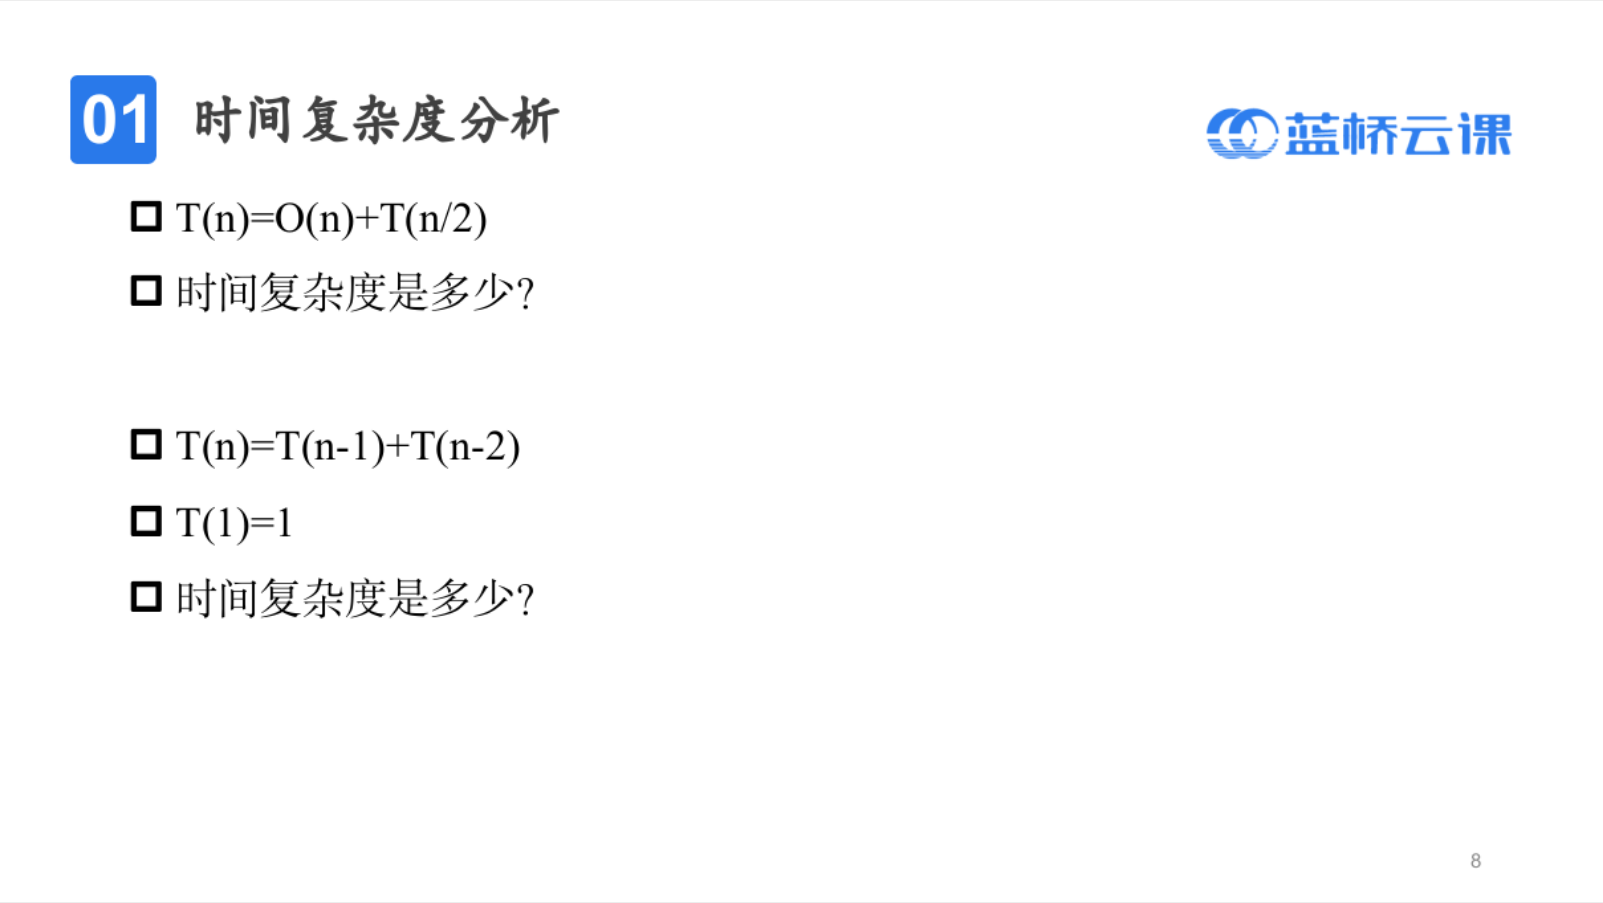 01 时间复杂度分析
蓝桥云课
T(n)=O(n)+T(n/2)
时间复杂度是多少?
T(n)=T(n-1)+T(n-2)
T(1)=1
时间复杂度是多少?
8